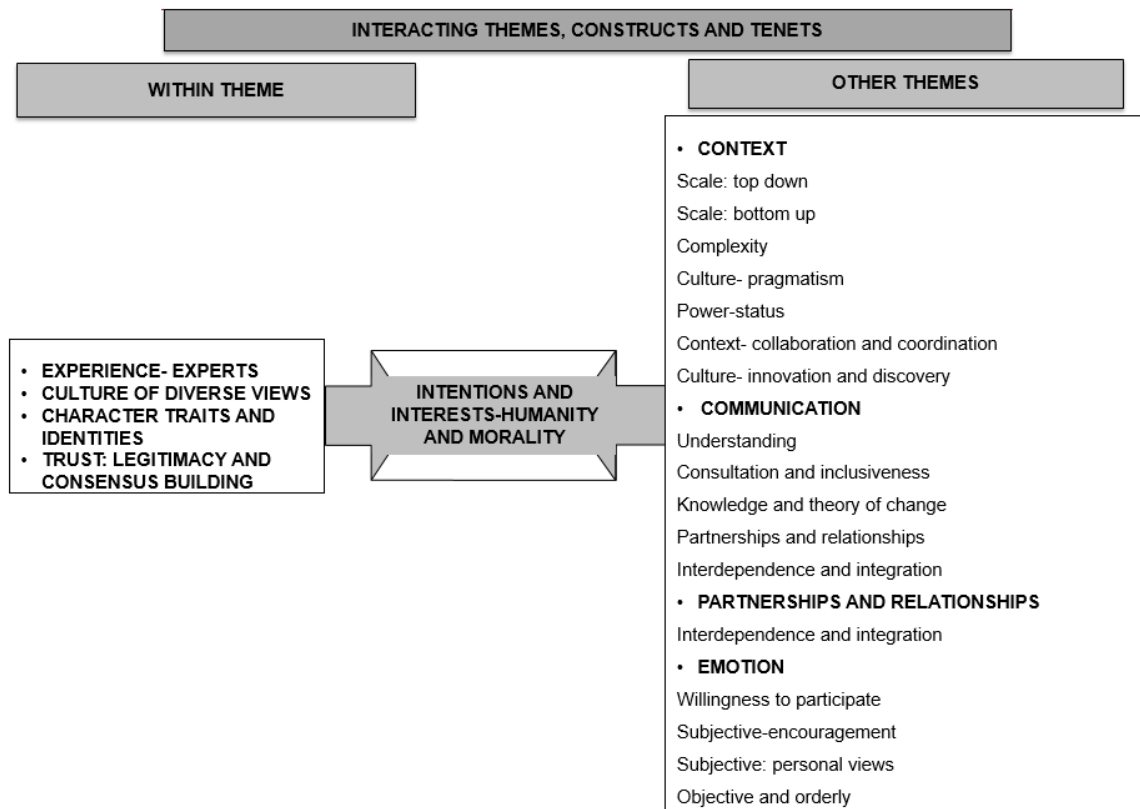 INTERACTING THEMES, CONSTRUCTS AND TENETS
WITHIN THEME
OTHER THEMES
• EXPERIENCE- EXPERTS
• CULTURE OF DIVERSE VIEWS
• CHARACTER TRAITS AND
IDENTITIES
• TRUST: LEGITIMACY AND
CONSENSUS BUILDING
INTENTIONS AND
INTERESTS-HUMANITY
AND MORALITY
• CONTEXT
Scale: top down
Scale: bottom up
Complexity
Culture- pragmatism
Power-status
Context- collaboration and coordination
Culture- innovation and discovery
• COMMUNICATION
Understanding
Consultation and inclusiveness
Knowledge and theory of change
Partnerships and relationships
Interdependence and integration
• PARTNERSHIPS AND RELATIONSHIPS
Interdependence and integration
• EMOTION
Willingness to participate
Subjective-encouragement
Subjective: personal views
Objective and orderly